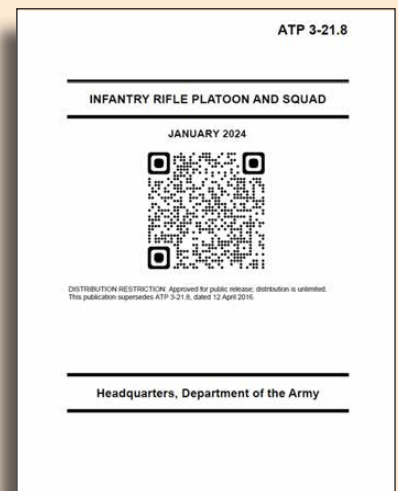 ATP 3-21.8
INFANTRY RIFLE PLATOON AND SQUAD
JANUARY 2024
DISTRIBUTION RESTRICTION: Approved for public release; distribution is unlimited.
This publication supersedes ATP 3-21.8, dated 12 April 2016.
Headquarters, Department of the Army